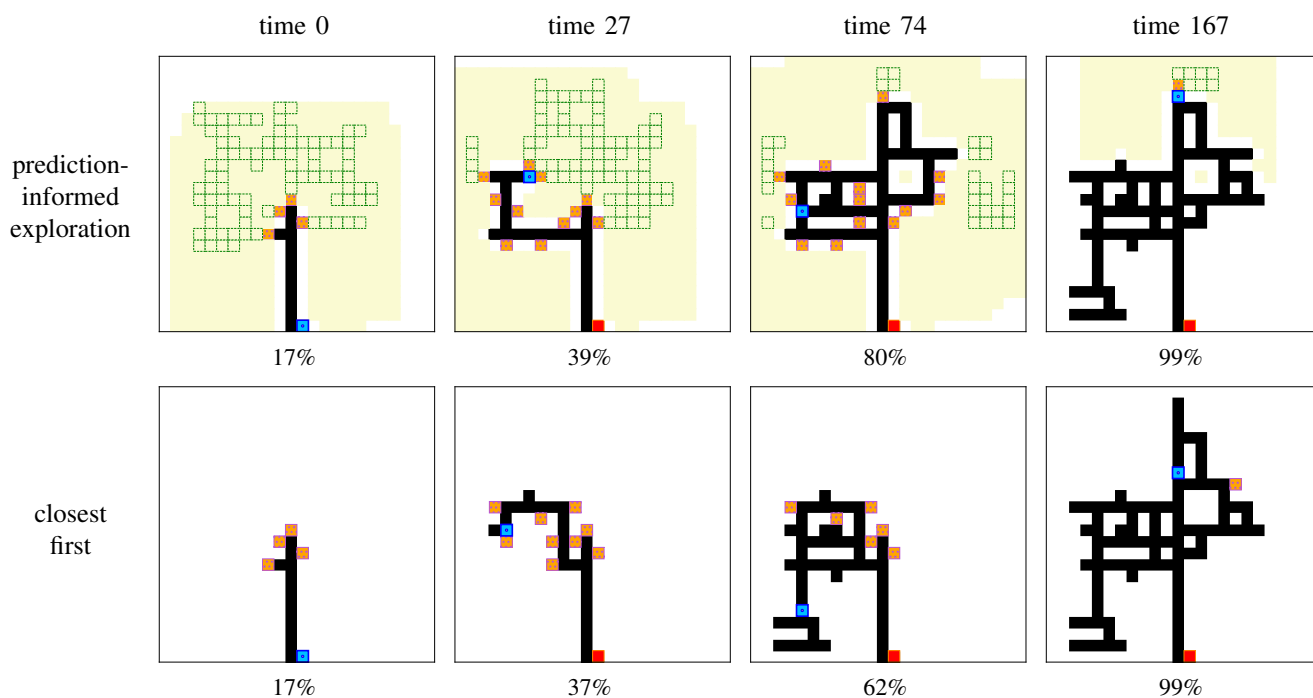 time 0
time 27
time 74
time 167
prediction-
informed
exploration
17%
39%
80%
99%
closest
first
17%
37%
62%
99%